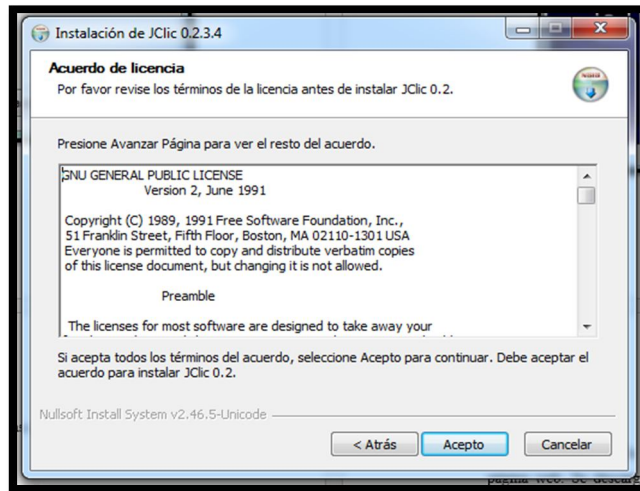 Instalación de JClic 0.2.3.4
Acuerdo de licencia
Por favor revise los términos de la licencia antes de instalar JClic 0.2.
Presione Avanzar Página para ver el resto del acuerdo.
GNU GENERAL PUBLIC LICENSE
Version 2, June 1991
Copyright (C) 1989, 1991 Free Software Foundation, Inc.,
51 Franklin Street, Fifth Floor, Boston, MA 02110-1301 USA
Everyone is permitted to copy and distribute verbatim copies
of this license document, but changing it is not allowed.
Preamble
The licenses for most software are designed to take away your
Si acepta todos los términos del acuerdo, seleccione Acepto para continuar. Debe aceptar el
acuerdo para instalar JClic 0.2.
Nullsoft Install System v2.46.5-Unicode
< Atrás Acepto Cancelar
página web. Se descarg